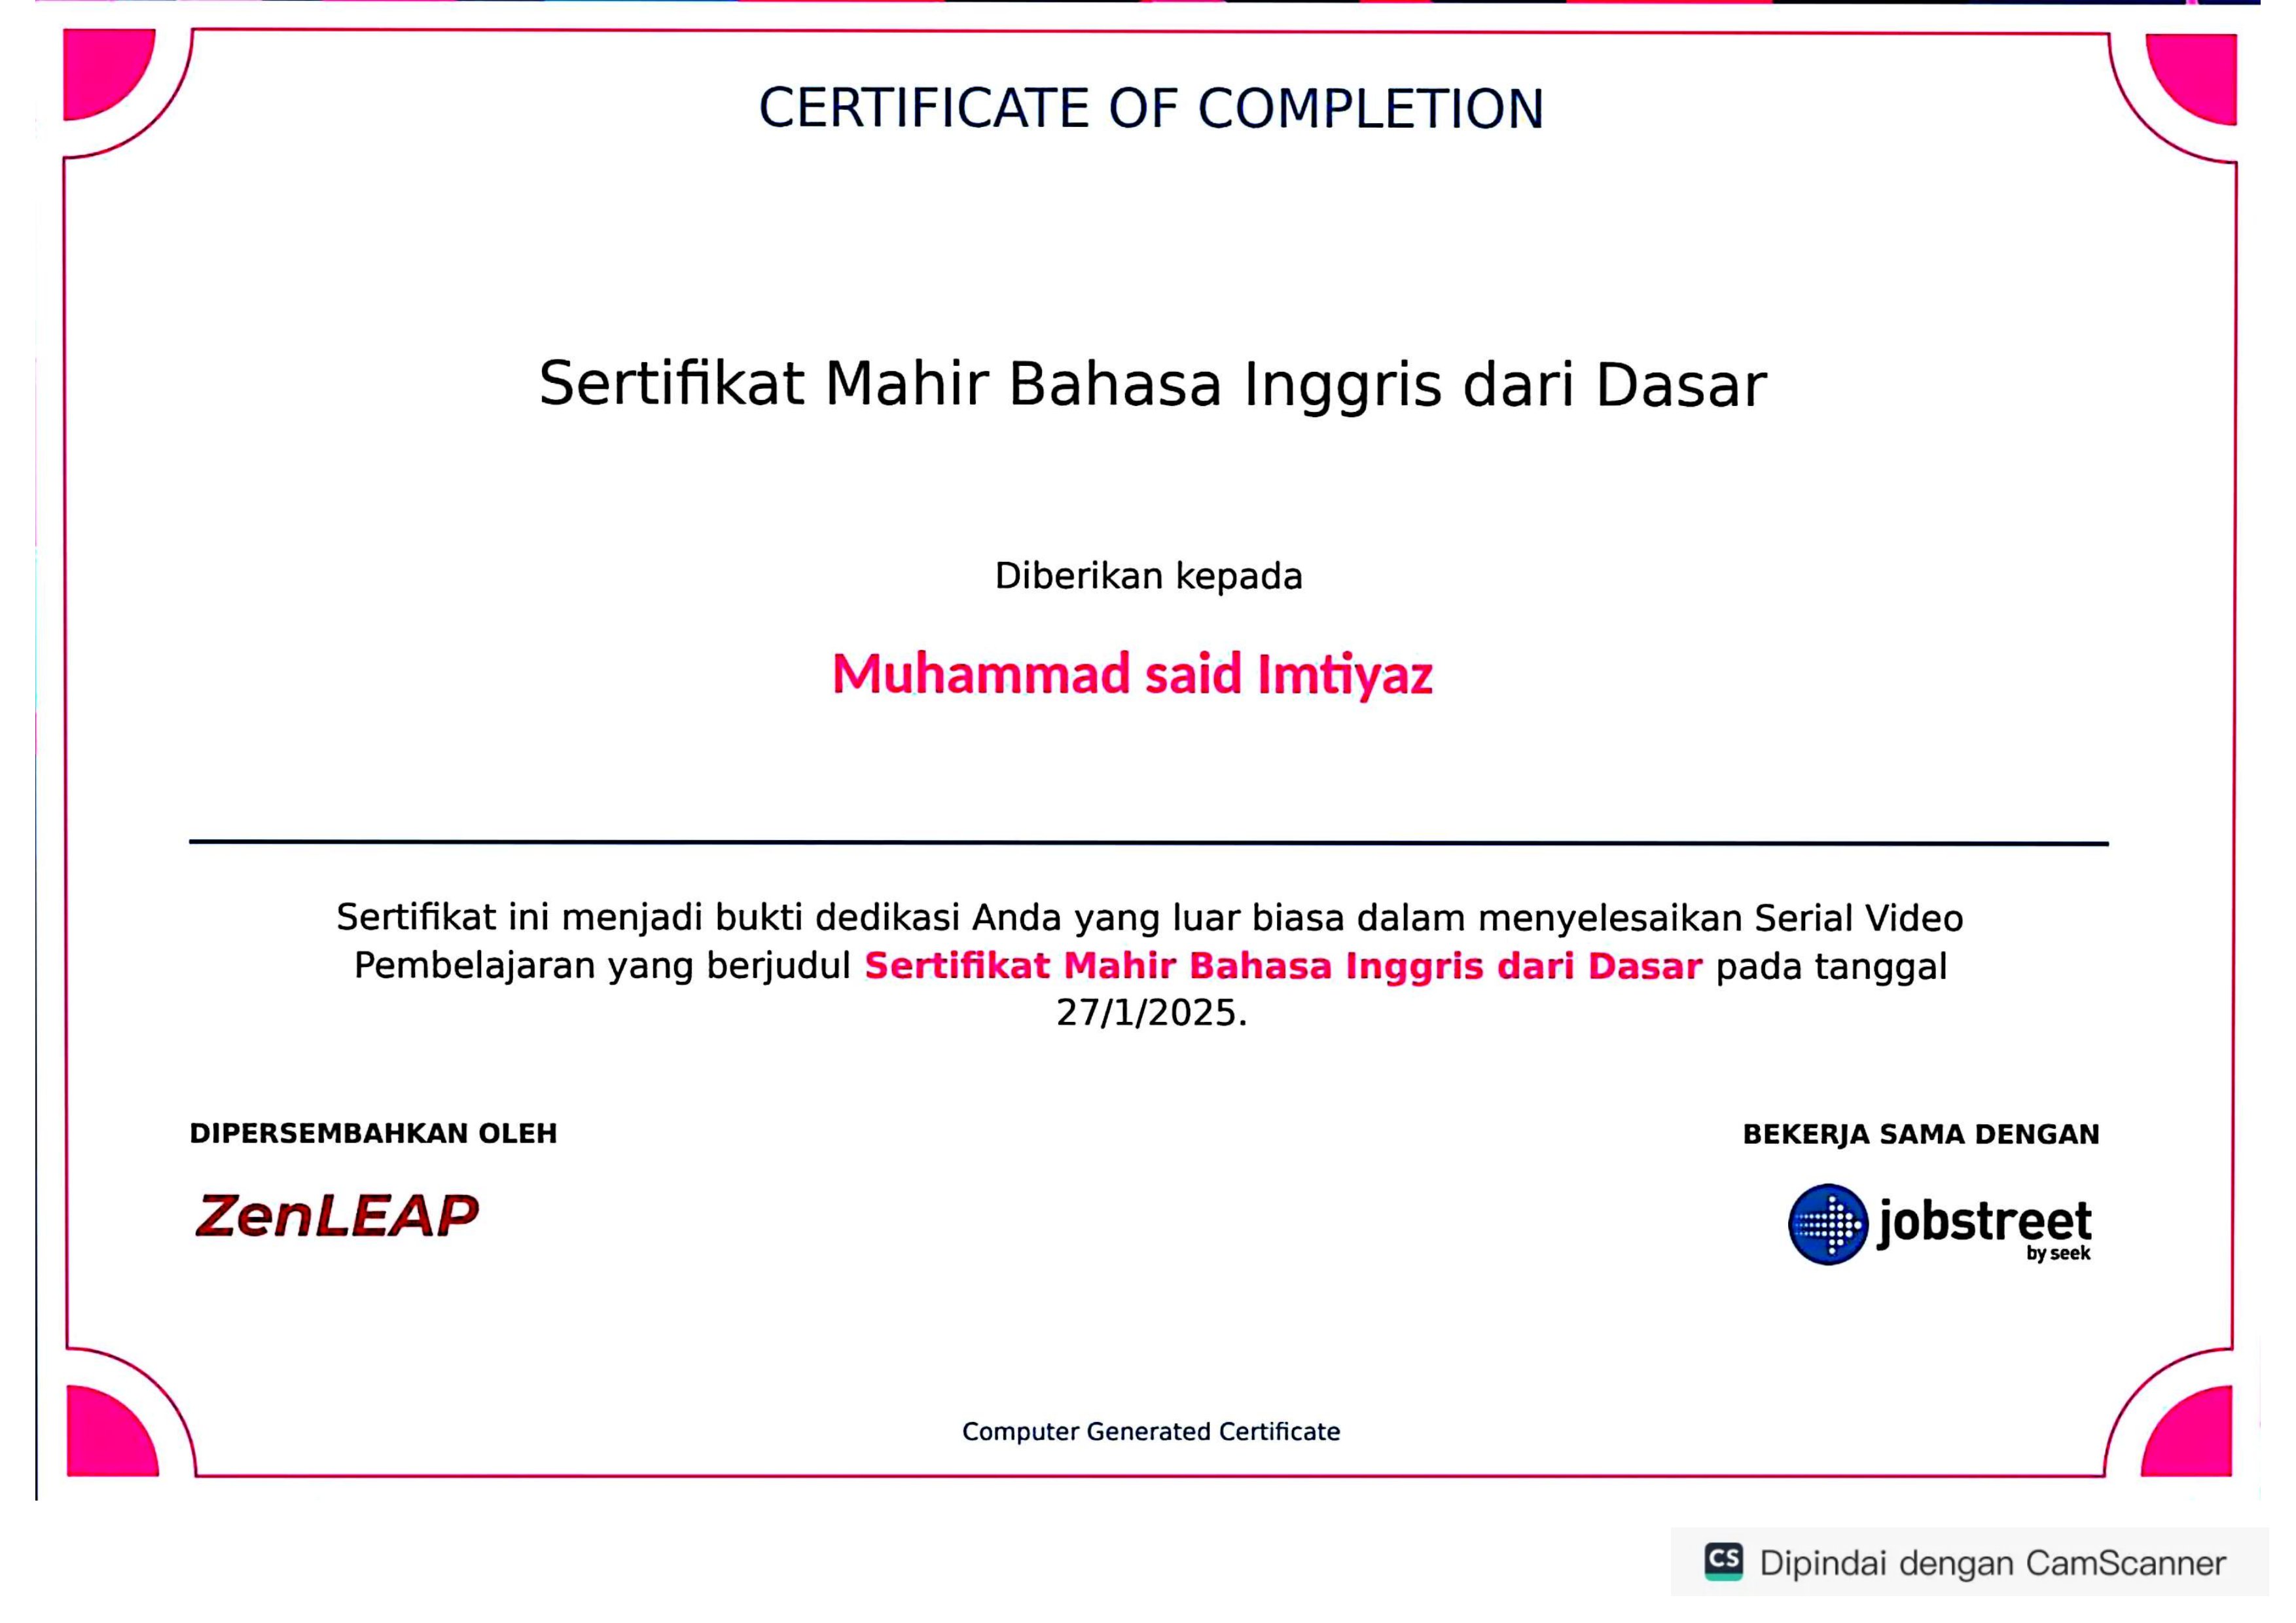 CERTIFICATE OF COMPLETION
Sertifikat Mahir Bahasa Inggris dari Dasar
Diberikan kepada
Muhammad said Imtiyaz
Sertifikat ini menjadi bukti dedikasi Anda yang luar biasa dalam menyelesaikan Serial Video
Pembelajaran yang berjudul Sertifikat Mahir Bahasa Inggris dari Dasar pada tanggal
27/1/2025.
DIPERSEMBAHKAN OLEH
ZenLEAP
BEKERJA SAMA DENGAN
jobstreet
by seek
Computer Generated Certificate
CS Dipindai dengan CamScanner